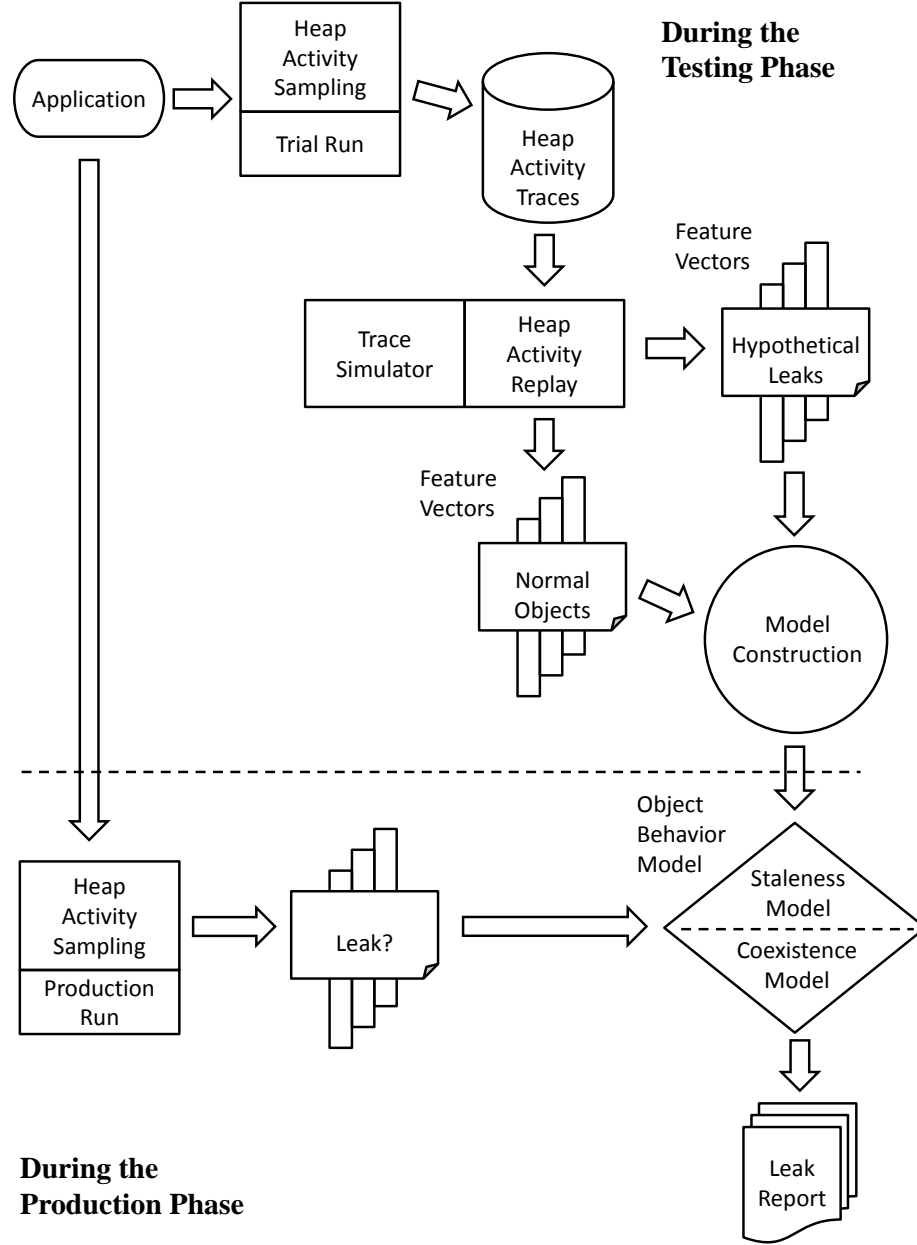 During the
Testing Phase
Application
Heap
Activity
Sampling
Trial Run
Heap
Activity
Traces
Trace
Simulator
Heap
Activity
Replay
Feature
Vectors
Hypothetical
Leaks
Feature
Vectors
Normal
Objects
Model
Construction
Object
Behavior
Model
Staleness
Model
Coexistence
Model
Heap
Activity
Sampling
Production
Run
Leak?
Leak
Report
During the
Production Phase